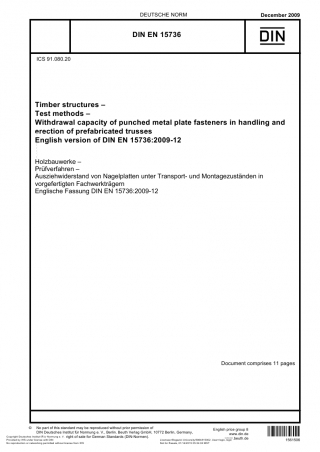 DEUTSCHE NORM
December 2009
DIN EN 15736
DIN
ICS 91.080.20
Timber structures –
Test methods –
Withdrawal capacity of punched metal plate fasteners in handling and
erection of prefabricated trusses
English version of DIN EN 15736:2009-12
Holzbauwerke –
Prüfverfahren –
Ausziehwiderstand von Nagelplatten unter Transport- und Montagezuständen in
vorgefertigten Fachwerkträgern
Englische Fassung DIN EN 15736:2009-12
Document comprises 11 pages
© No part of this standard may be reproduced without prior permission of
DIN Deutsches Institut für Normung e. V., Berlin. Beuth Verlag GmbH, 10772 Berlin, Germany,
right of sale for German Standards (DIN-Normen).
English price group 8
www.din.de
www.beuth.de